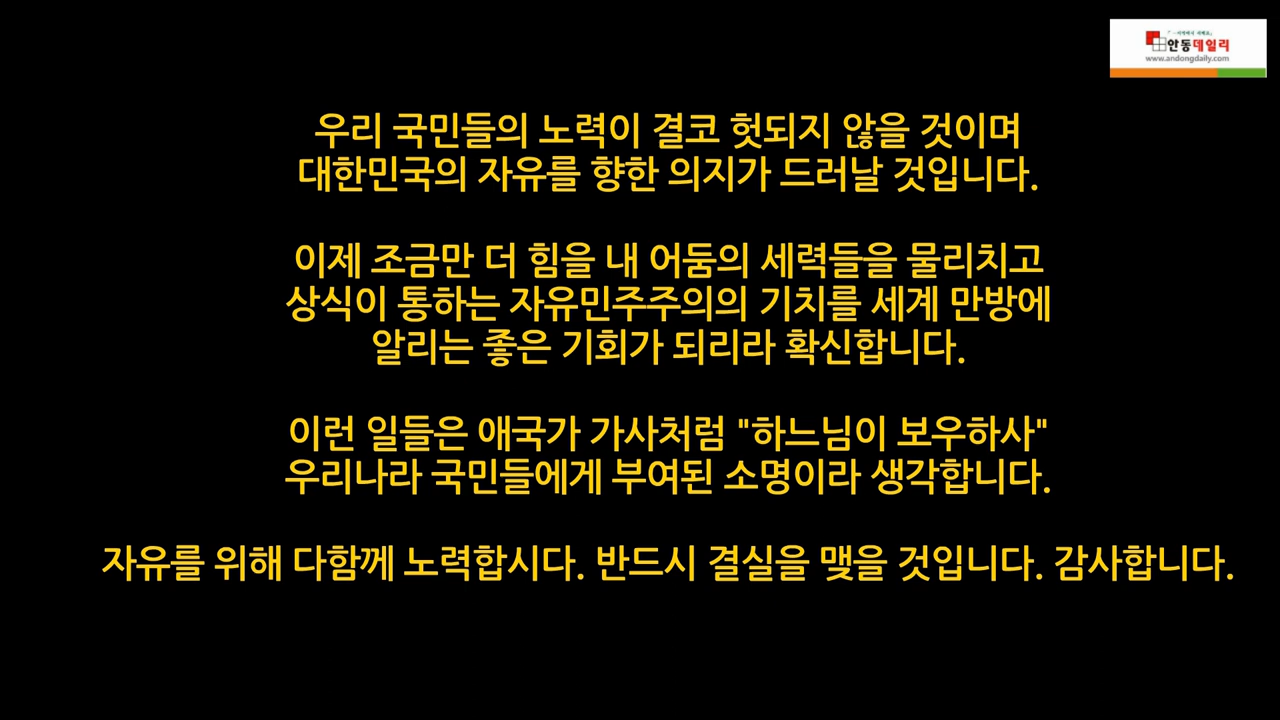 안동데일리
www.andongdaily.com
우리 국민들의 노력이 결코 헛되지 않을 것이며
대한민국의 자유를 향한 의지가 드러날 것입니다.
이제 조금만 더 힘을 내 어둠의 세력들을 물리치고
상식이 통하는 자유민주주의의 기치를 세계 만방에
알리는 좋은 기회가 되리라 확신합니다.
이런 일들은 애국가 가사처럼 "하느님이 보우하사"
우리나라 국민들에게 부여된 소명이라 생각합니다.
자유를 위해 다함께 노력합시다. 반드시 결실을 맺을 것입니다. 감사합니다.